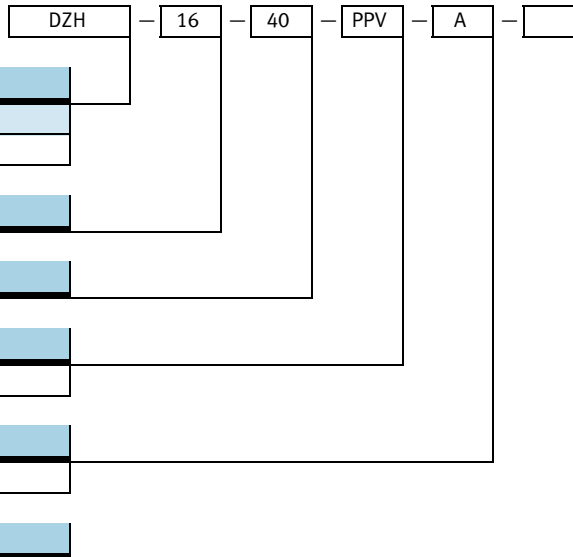 DZH – 16 – 40 – PPV – A –